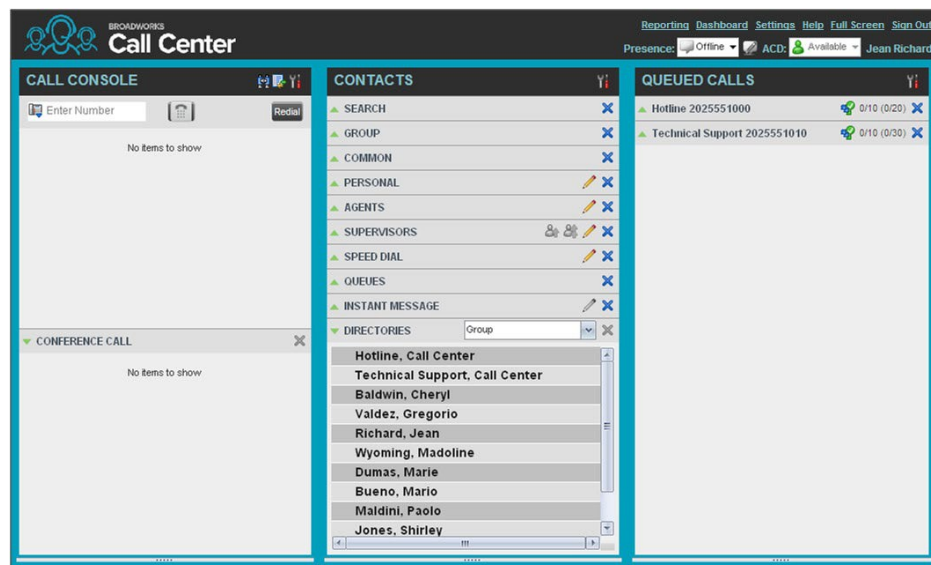 BROADWORKS
Call Center
Reporting Dashboard Settings Help Full Screen Sign Out
Presence: Offline ACD: Available Jean Richard
CALL CONSOLE
Enter Number
Redial
No items to show
CONFERENCE CALL
No items to show
CONTACTS
SEARCH
GROUP
COMMON
PERSONAL
AGENTS
SUPERVISORS
SPEED DIAL
QUEUES
INSTANT MESSAGE
DIRECTORIES Group
Hotline, Call Center
Technical Support, Call Center
Baldwin, Cheryl
Valdez, Gregorio
Richard, Jean
Wyoming, Madoline
Dumas, Marie
Bueno, Mario
Maldini, Paolo
Jones, Shirley
QUEUED CALLS
Hotline 2025551000 0/10 (0/20)
Technical Support 2025551010 0/10 (0/30)